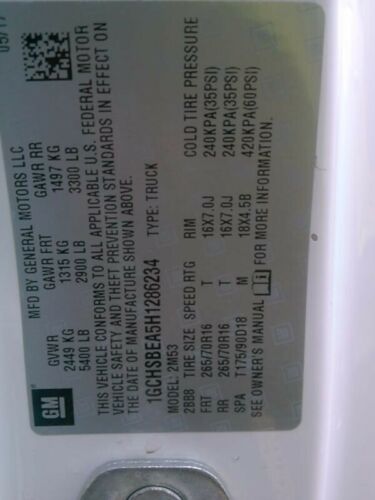 MFD BY GENERAL MOTORS LLC
05/17
GVWR GAWR FRT GAWR RR
2449 KG 1315 KG 1497 KG
5400 LB 2900 LB 3300 LB
THIS VEHICLE CONFORMS TO ALL APPLICABLE U.S. FEDERAL MOTOR
VEHICLE SAFETY AND THEFT PREVENTION STANDARDS IN EFFECT ON
THE DATE OF MANUFACTURE SHOWN ABOVE.
1GCHSBEA5H1286234 TYPE: TRUCK
MODEL: 2M53
2BB8 TIRE SIZE SPEED RTG RIM COLD TIRE PRESSURE
FRT 265/70R16 T 16X7.0J 240KPA(35PSI)
RR 265/70R16 T 16X7.0J 240KPA(35PSI)
SPA T175/90D18 M 18X4.5B 420KPA(60PSI)
SEE OWNER'S MANUAL FOR MORE INFORMATION.
GM